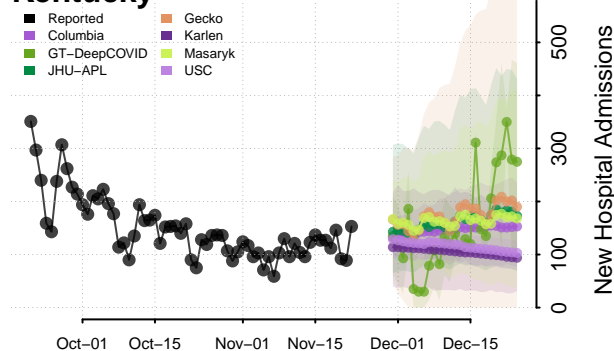 Kentucky
Reported
Columbia
GT−DeepCOVID
JHU−APL
Gecko
Karlen
Masaryk
USC
500
300
100
0
New Hospital Admissions
Oct−01
Oct−15
Nov−01
Nov−15
Dec−01
Dec−15